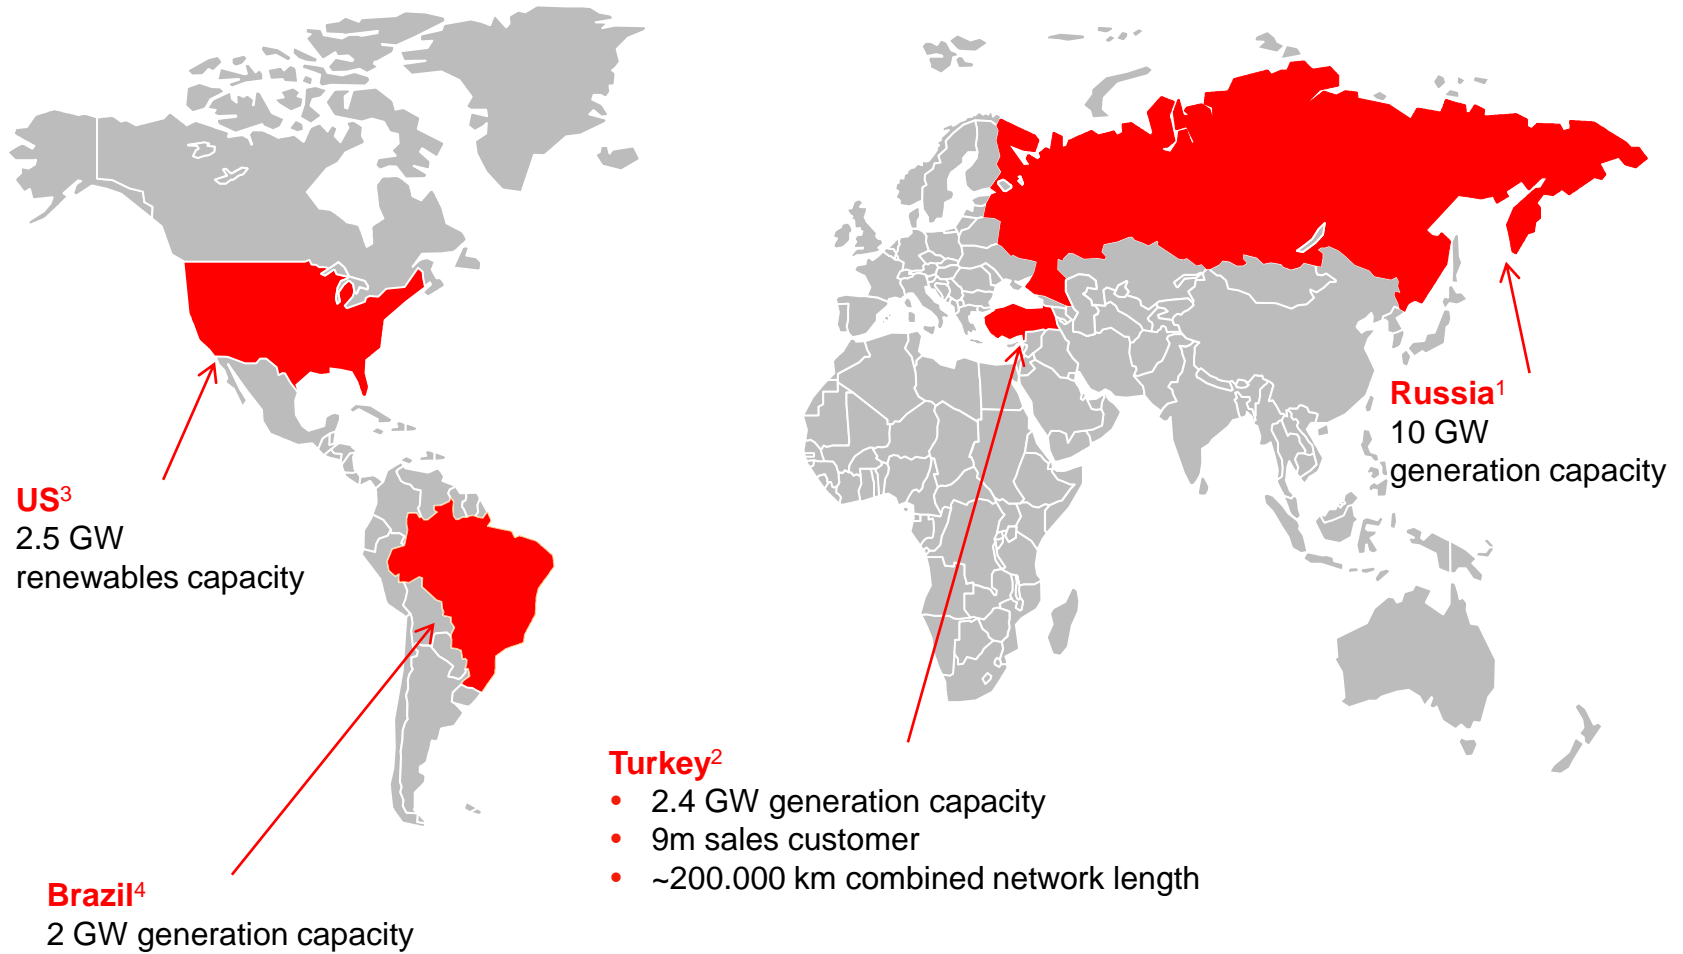 Russia¹
10 GW
generation capacity
US³
2.5 GW
renewables capacity
Turkey²
• 2.4 GW generation capacity
• 9m sales customer
• ~200.000 km combined network length
Brazil⁴
2 GW generation capacity